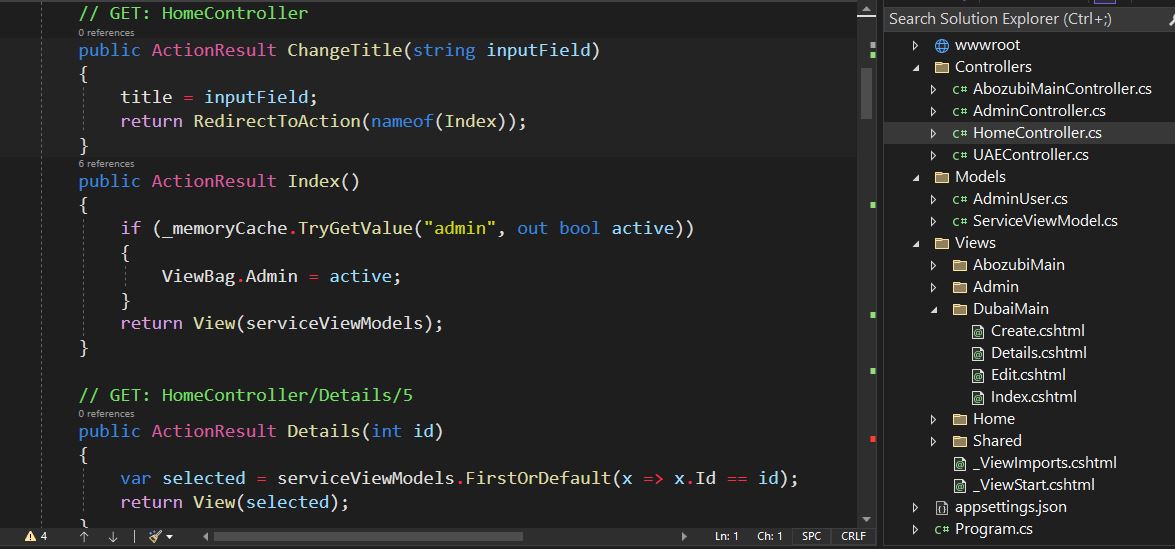 // GET: HomeController
0 references
public ActionResult ChangeTitle(string inputField)
{
title = inputField;
return RedirectToAction(nameof(Index));
}
6 references
public ActionResult Index()
{
if (_memoryCache.TryGetValue("admin", out bool active))
{
ViewBag.Admin = active;
}
return View(serviceViewModels);
}
// GET: HomeController/Details/5
0 references
public ActionResult Details(int id)
{
var selected = serviceViewModels.FirstOrDefault(x => x.Id == id);
return View(selected);
}
4
Ln: 1
Ch: 1
SPC
CRLF
Search Solution Explorer (Ctrl+;)
wwwroot
Controllers
C# AbozubiMainController.cs
C# AdminController.cs
C# HomeController.cs
C# UAEController.cs
Models
C# AdminUser.cs
C# ServiceViewModel.cs
Views
AbozubiMain
Admin
DubaiMain
Create.cshtml
Details.cshtml
Edit.cshtml
Index.cshtml
Home
Shared
_ViewImports.cshtml
_ViewStart.cshtml
appsettings.json
C# Program.cs